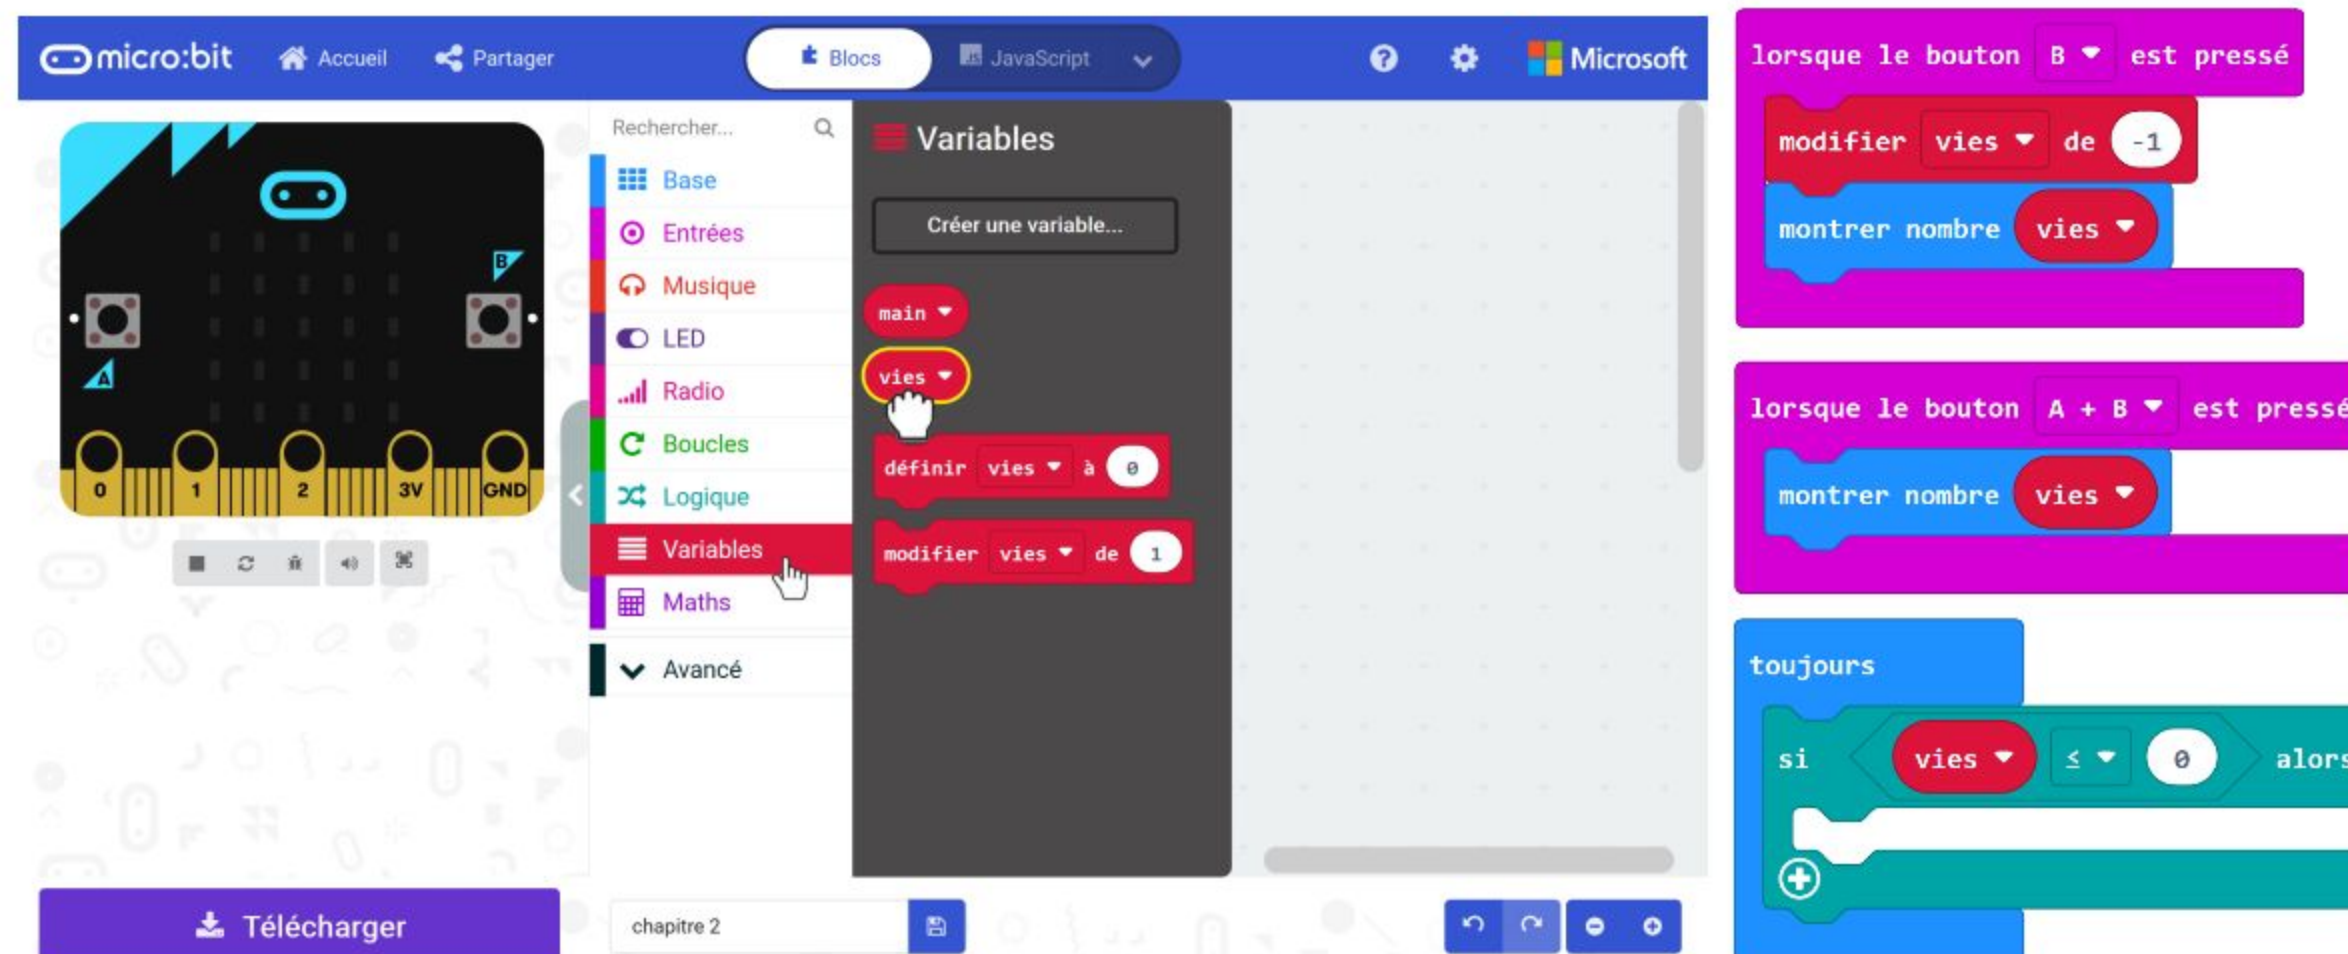 micro:bit Accueil Partager Blocs JavaScript Microsoft
Rechercher...
Base
Entrées
Musique
LED
Radio
Boucles
Logique
Variables
Maths
Avancé
Variables
Créer une variable...
main
vies
définir vies à 0
modifier vies de 1
B
A
0 1 2 3V GND
Télécharger
chapitre 2
lorsque le bouton B est pressé
modifier vies de -1
montrer nombre vies
lorsque le bouton A + B est pressé
montrer nombre vies
toujours
si vies ≤ 0 alors